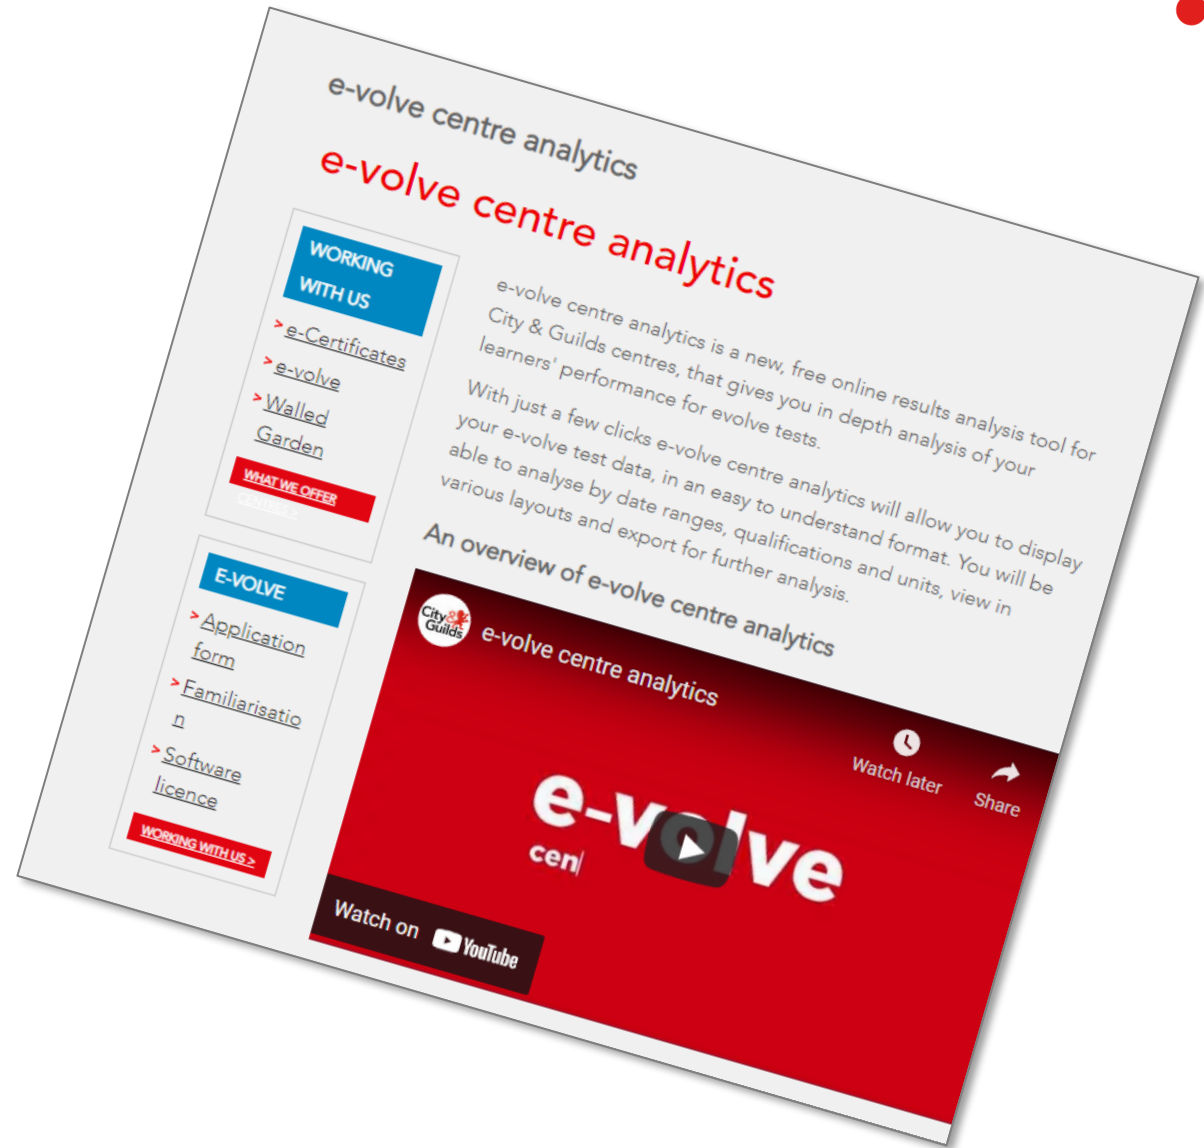 e-volve centre analytics
e-volve centre analytics
WORKING
WITH US
> e-Certificates
> e-volve
> Walled
Garden
WHAT WE OFFER
CENTRES >
E-VOLVE
> Application
form
> Familiarisatio
n
> Software
licence
WORKING WITH US >
e-volve centre analytics is a new, free online results analysis tool for
City & Guilds centres, that gives you in depth analysis of your
learners' performance for evolve tests.
With just a few clicks e-volve centre analytics will allow you to display
your e-volve test data, in an easy to understand format. You will be
able to analyse by date ranges, qualifications and units, view in
various layouts and export for further analysis.
An overview of e-volve centre analytics
City&
Guilds
e-volve centre analytics
Watch later
Share
e-volve
cen
Watch on YouTube